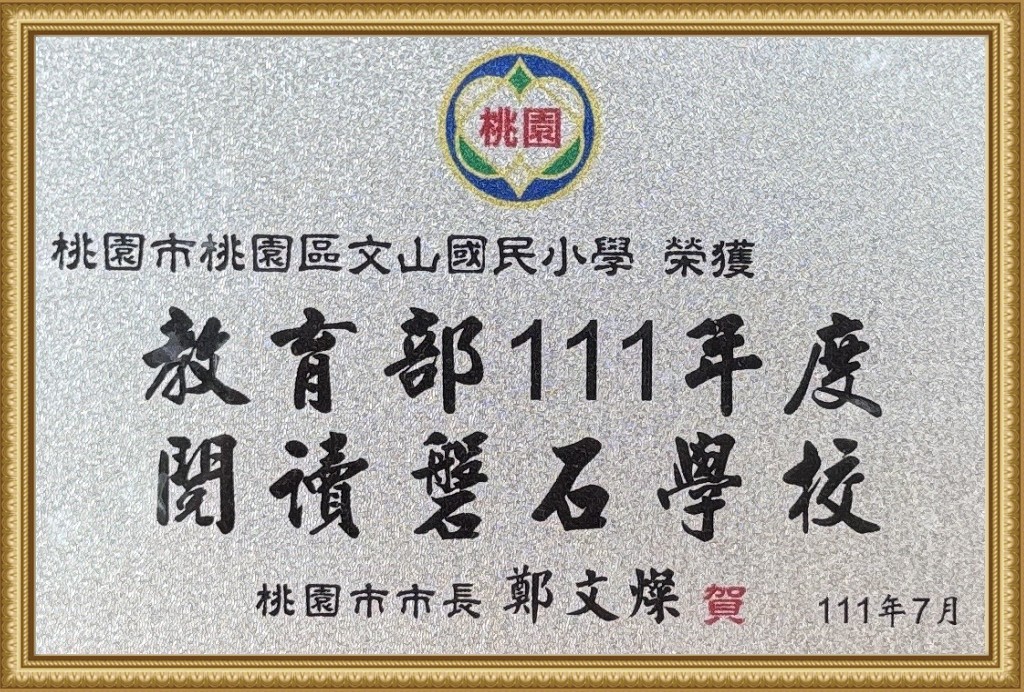 桃園
桃園市桃園區文山國民小學 榮獲
教育部111年度
閱讀磐石學校
桃園市市長 鄭文燦 賀 111年7月